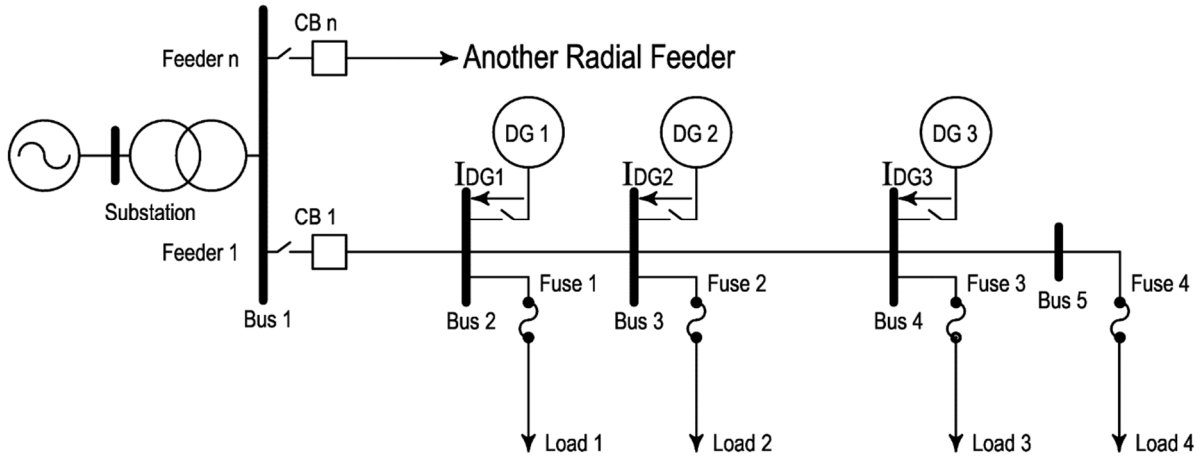 CB n
Feeder n
Another Radial Feeder
DG 1
DG 2
DG 3
IDG1
IDG2
IDG3
Substation
CB 1
Feeder 1
Bus 1
Bus 2
Fuse 1
Bus 3
Fuse 2
Bus 4
Fuse 3
Bus 5
Fuse 4
Load 1
Load 2
Load 3
Load 4